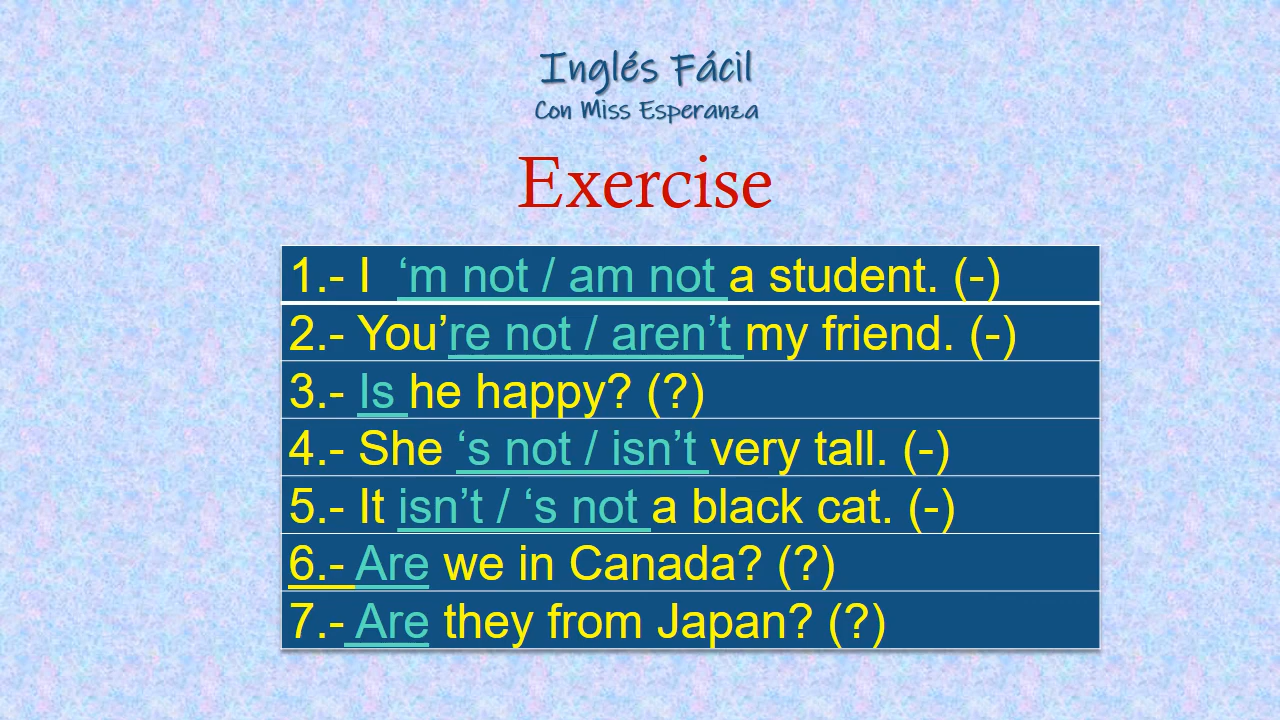 Inglés Fácil
Con Miss Esperanza
Exercise
1.- I ‘m not / am not a student. (-)
2.- You’re not / aren’t my friend. (-)
3.- Is he happy? (?)
4.- She ‘s not / isn’t very tall. (-)
5.- It isn’t / ‘s not a black cat. (-)
6.- Are we in Canada? (?)
7.- Are they from Japan? (?)